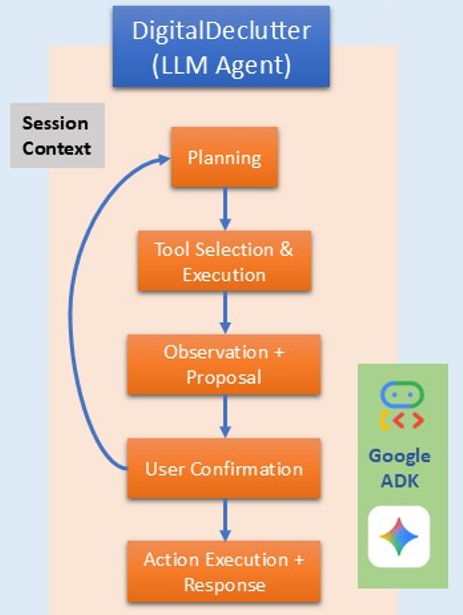 DigitalDeclutter
(LLM Agent)
Session
Context
Planning
Tool Selection &
Execution
Observation +
Proposal
User Confirmation
Google
ADK
Action Execution +
Response